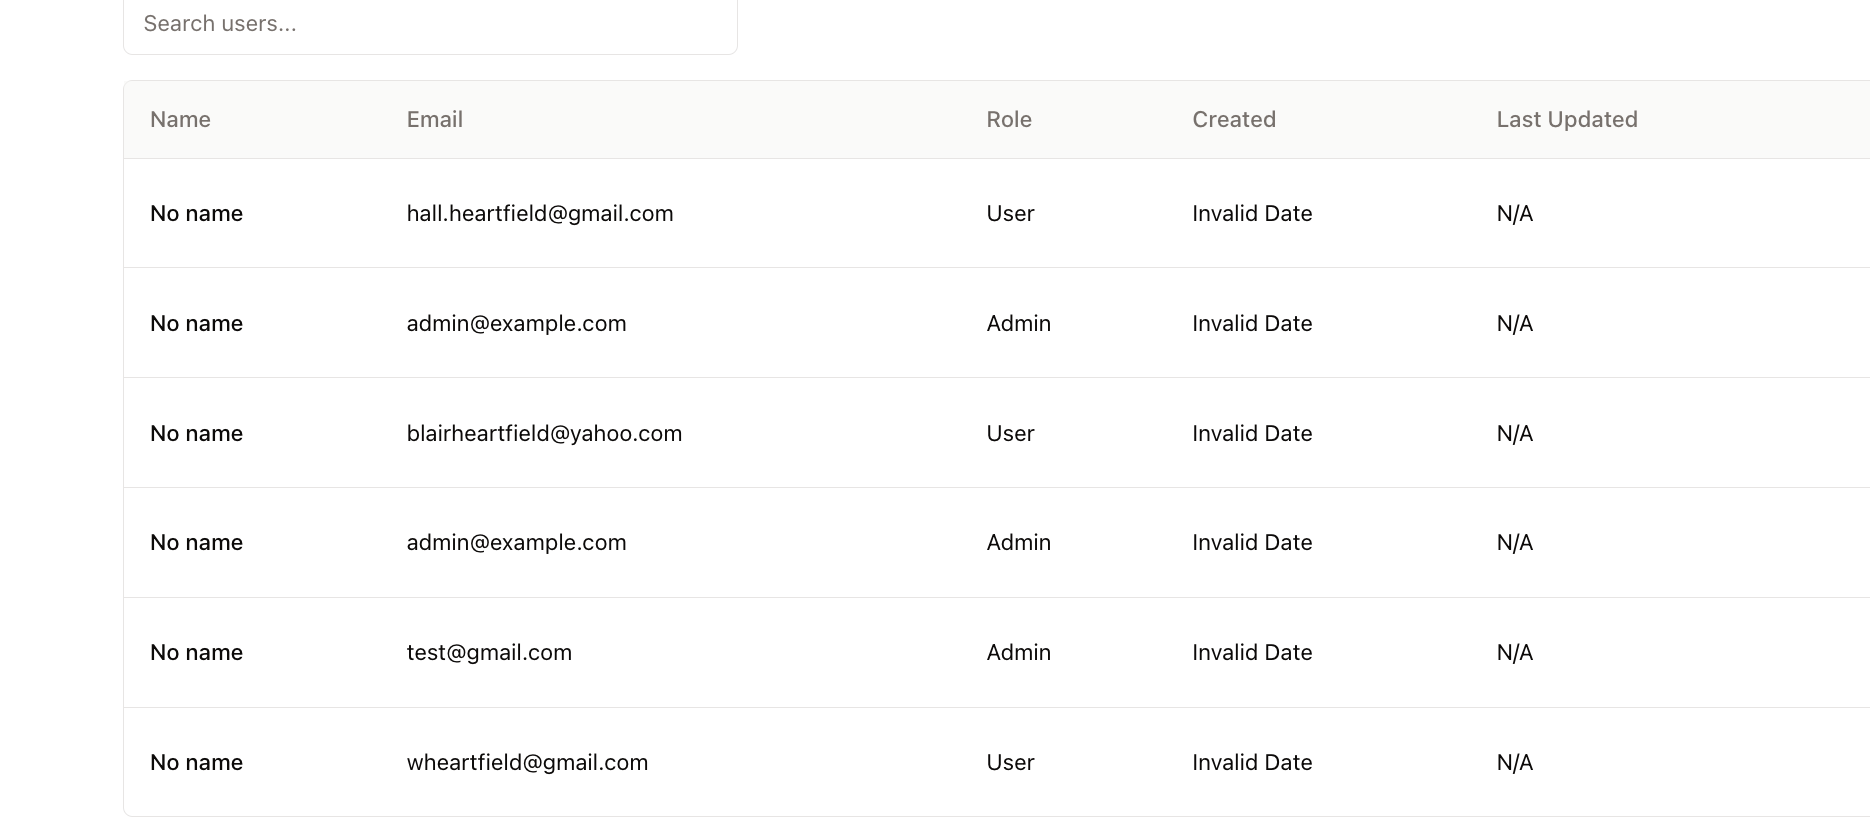 Search users...
Name Email Role Created Last Updated
No name hall.heartfield@gmail.com User Invalid Date N/A
No name admin@example.com Admin Invalid Date N/A
No name blairheartfield@yahoo.com User Invalid Date N/A
No name admin@example.com Admin Invalid Date N/A
No name test@gmail.com Admin Invalid Date N/A
No name wheartfield@gmail.com User Invalid Date N/A